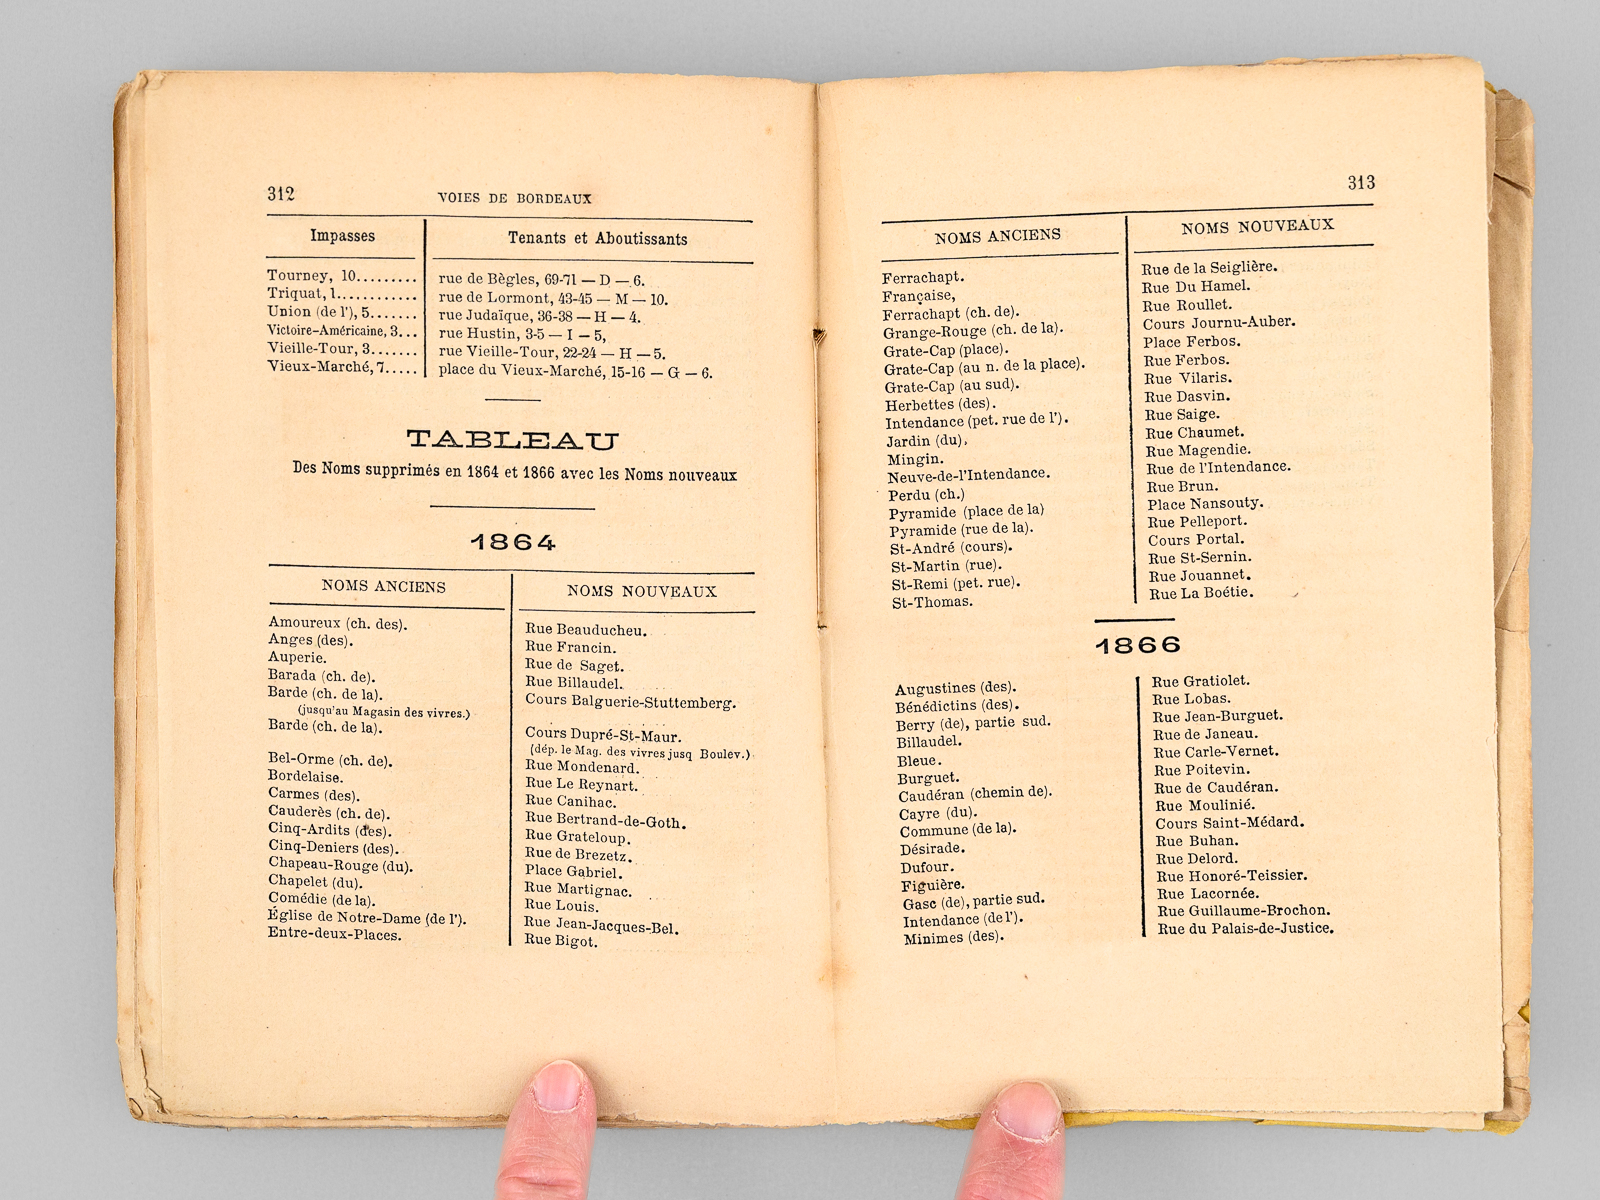 312
VOIES DE BORDEAUX
Impasses
Tenants et Aboutissants
Tourney, 10......... rue de Bègles, 69-71 — D — 6.
Triquat, 1............ rue de Lormont, 43-45 — M — 10.
Union (de l'), 5....... rue Judaïque, 36-38 — H — 4.
Victoire-Américaine, 3... rue Hustin, 3-5 — I — 5,
Vieille-Tour, 3....... rue Vieille-Tour, 22-24 — H — 5.
Vieux-Marché, 7..... place du Vieux-Marché, 15-16 — G — 6.
TABLEAU
Des Noms supprimés en 1864 et 1866 avec les Noms nouveaux
1864
NOMS ANCIENS
NOMS NOUVEAUX
Amoureux (ch. des).
Anges (des).
Auperie.
Barada (ch. de).
Barde (ch. de la).
(jusqu'au Magasin des vivres.)
Barde (ch. de la).
Bel-Orme (ch. de).
Bordelaise.
Carmes (des).
Cauderès (ch. de).
Cinq-Ardits (des).
Cinq-Deniers (des).
Chapeau-Rouge (du).
Chapelet (du).
Comédie (de la).
Église de Notre-Dame (de l').
Entre-deux-Places.
Rue Beauducheu.
Rue Francin.
Rue de Saget.
Rue Billaudel.
Cours Balguerie-Stuttemberg.
Cours Dupré-St-Maur.
(dép. le Mag. des vivres jusq Boulev.)
Rue Mondenard.
Rue Le Reynart.
Rue Canihac.
Rue Bertrand-de-Goth.
Rue Grateloup.
Rue de Brezetz.
Place Gabriel.
Rue Martignac.
Rue Louis.
Rue Jean-Jacques-Bel.
Rue Bigot.
313
NOMS ANCIENS
NOMS NOUVEAUX
Ferrachapt.
Française,
Ferrachapt (ch. de).
Grange-Rouge (ch. de la).
Grate-Cap (place).
Grate-Cap (au n. de la place).
Grate-Cap (au sud).
Herbettes (des).
Intendance (pet. rue de l').
Jardin (du).
Mingin.
Neuve-de-l'Intendance.
Perdu (ch.)
Pyramide (place de la)
Pyramide (rue de la).
St-André (cours).
St-Martin (rue).
St-Remi (pet. rue).
St-Thomas.
Rue de la Seiglière.
Rue Du Hamel.
Rue Roullet.
Cours Journu-Auber.
Place Ferbos.
Rue Ferbos.
Rue Vilaris.
Rue Dasvin.
Rue Saige.
Rue Chaumet.
Rue Magendie.
Rue de l'Intendance.
Rue Brun.
Place Nansouty.
Rue Pelleport.
Cours Portal.
Rue St-Sernin.
Rue Jouannet.
Rue La Boétie.
1866
Augustines (des).
Bénédictins (des).
Berry (de), partie sud.
Billaudel.
Bleue.
Burguet.
Caudéran (chemin de).
Cayre (du).
Commune (de la).
Désirade.
Dufour.
Figuière.
Gasc (de), partie sud.
Intendance (de l').
Minimes (des).
Rue Gratiolet.
Rue Lobas.
Rue Jean-Burguet.
Rue de Janeau.
Rue Carle-Vernet.
Rue Poitevin.
Rue de Caudéran.
Rue Moulinié.
Cours Saint-Médard.
Rue Buhan.
Rue Delord.
Rue Honoré-Teissier.
Rue Lacornée.
Rue Guillaume-Brochon.
Rue du Palais-de-Justice.